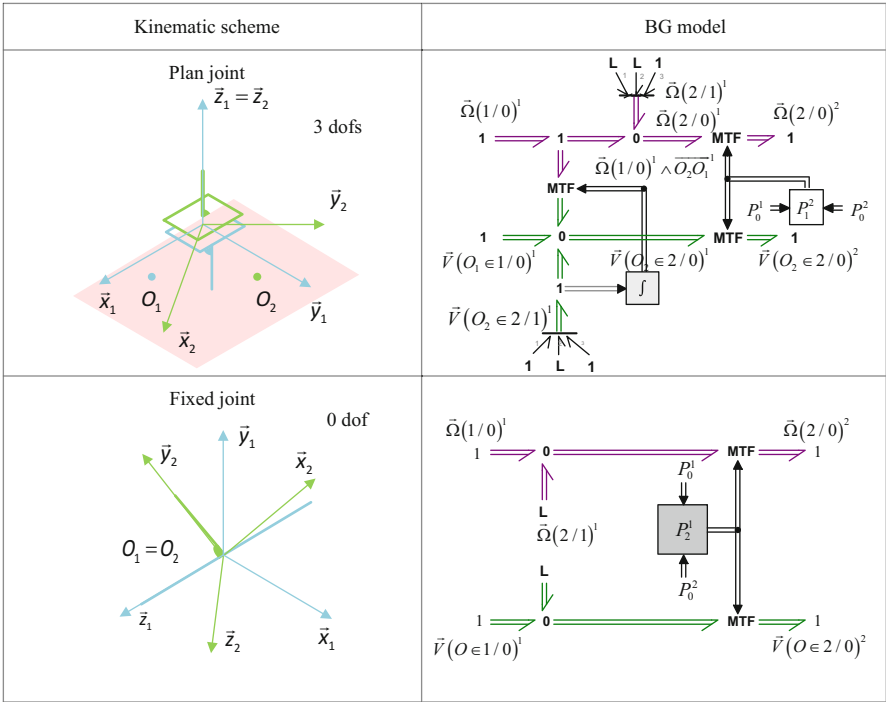 Kinematic scheme
BG model
Plan joint
3 dofs
z⃗₁ = z⃗₂
y⃗₂
x⃗₁
O₁
O₂
y⃗₁
x⃗₂
L L 1
1 2 3
Ω⃗(2/1)¹
Ω⃗(1/0)¹
Ω⃗(2/0)¹
Ω⃗(2/0)²
1 1 0 MTF 1
Ω⃗(1/0)¹ ∧ O₂O₁¹
MTF
P₀¹ P₁² P₀²
1 0 MTF 1
V⃗(O₁ ∈ 1/0)¹
V⃗(O₂ ∈ 2/0)¹
V⃗(O₂ ∈ 2/0)²
1 ∫
V⃗(O₂ ∈ 2/1)¹
1 L 1
Fixed joint
0 dof
y⃗₁
y⃗₂
x⃗₂
O₁ = O₂
z⃗₁
z⃗₂
x⃗₁
Ω⃗(1/0)¹
Ω⃗(2/0)²
1 0 MTF 1
P₀¹
L
Ω⃗(2/1)¹
P₂¹
L
P₀²
1 0 MTF 1
V⃗(O ∈ 1/0)¹
V⃗(O ∈ 2/0)²